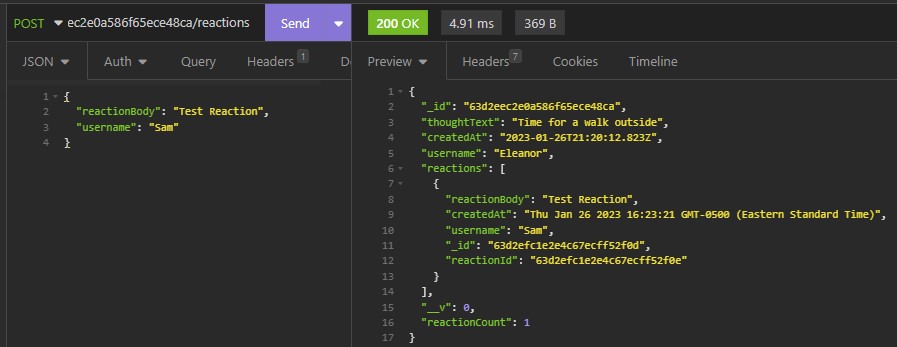 POST ec2e0a586f65ece48ca/reactions Send 200 OK 4.91 ms 369 B
JSON Auth Query Headers 1 Preview Headers 7 Cookies Timeline
1 {
2 "reactionBody": "Test Reaction",
3 "username": "Sam"
4 }
1 {
2 "_id": "63d2eec2e0a586f65ece48ca",
3 "thoughtText": "Time for a walk outside",
4 "createdAt": "2023-01-26T21:20:12.823Z",
5 "username": "Eleanor",
6 "reactions": [
7 {
8 "reactionBody": "Test Reaction",
9 "createdAt": "Thu Jan 26 2023 16:23:21 GMT-0500 (Eastern Standard Time)",
10 "username": "Sam",
11 "_id": "63d2efc1e2e4c67ecff52f0d",
12 "reactionId": "63d2efc1e2e4c67ecff52f0e"
13 }
14 ],
15 "__v": 0,
16 "reactionCount": 1
17 }